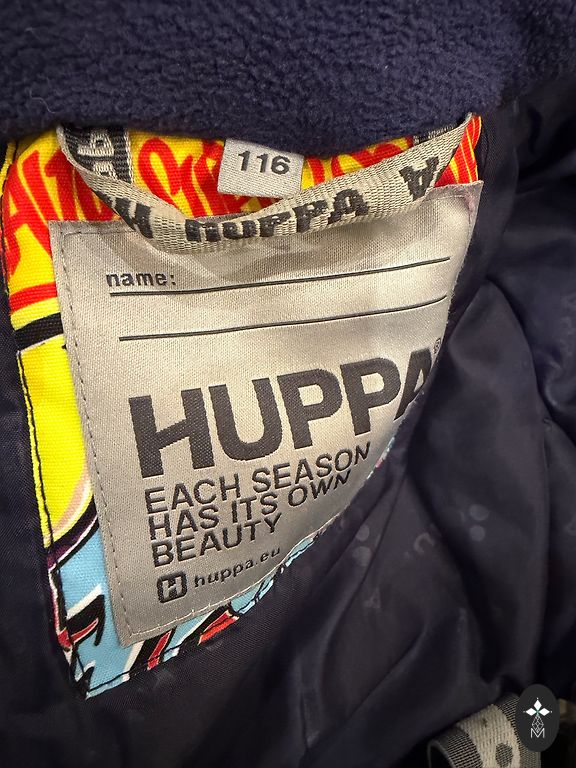 116
HUPPA
name:
HUPPA®
EACH SEASON
HAS ITS OWN
BEAUTY
H huppa.eu
M